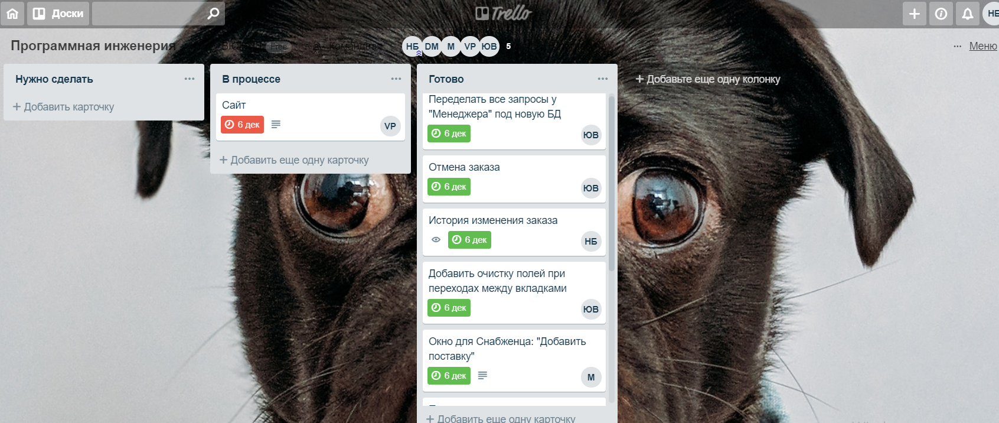 Доски
Trello
НБ
Программная инженерия
Free
Командная
НБ DM M VP ЮВ 5
... Меню
Нужно сделать
+ Добавить карточку
В процессе
Сайт
6 дек
VP
+ Добавить еще одну карточку
Готово
Переделать все запросы у
"Менеджера" под новую БД
6 дек
ЮВ
Отмена заказа
6 дек
ЮВ
История изменения заказа
6 дек
НБ
Добавить очистку полей при
переходах между вкладками
6 дек
ЮВ
Окно для Снабженца: "Добавить
поставку"
6 дек
М
+ Добавить еще одну карточку
+ Добавьте еще одну колонку